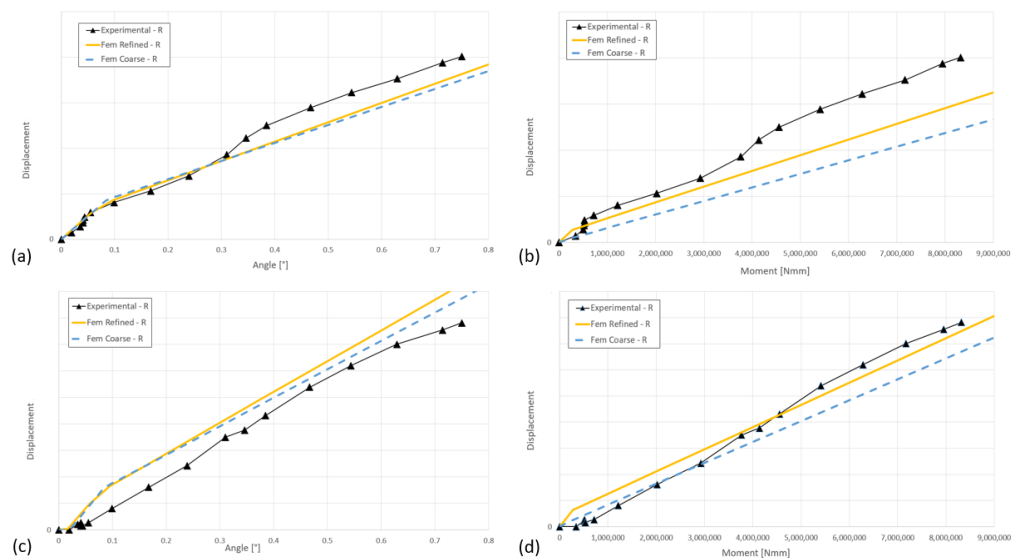 Experimental - R
Fem Refined - R
Fem Coarse - R
Displacement
0
0 0.1 0.2 0.3 0.4 0.5 0.6 0.7 0.8
Angle [°]
(a)
Experimental - R
Fem Refined - R
Fem Coarse - R
Displacement
0
0 1,000,000 2,000,000 3,000,000 4,000,000 5,000,000 6,000,000 7,000,000 8,000,000 9,000,000
Moment [Nmm]
(b)
Experimental - R
Fem Refined - R
Fem Coarse - R
Displacement
0
0 0.1 0.2 0.3 0.4 0.5 0.6 0.7 0.8
Angle [°]
(c)
Experimental - R
Fem Refined - R
Fem Coarse - R
Displacement
0
0 1,000,000 2,000,000 3,000,000 4,000,000 5,000,000 6,000,000 7,000,000 8,000,000 9,000,000
Moment [Nmm]
(d)